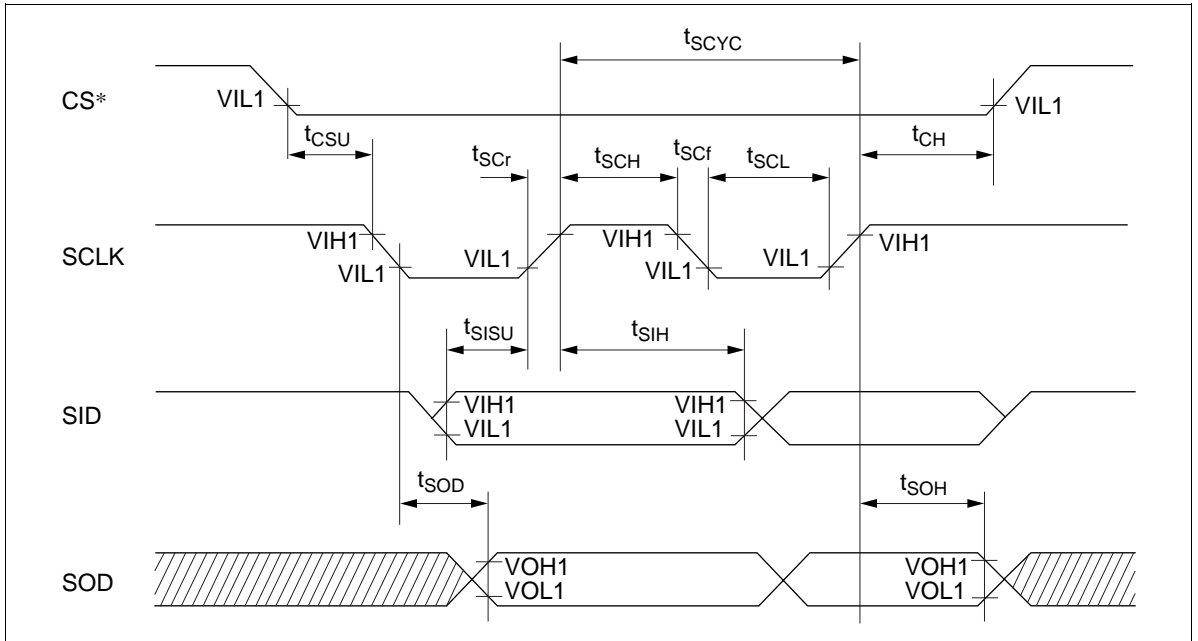 tSCYC
CS*
VIL1
VIL1
tCSU
tSCr
tSCH
tSCf
tSCL
tCH
SCLK
VIH1
VIL1
VIL1
VIH1
VIL1
VIL1
VIH1
tSISU
tSIH
SID
VIH1
VIL1
VIH1
VIL1
tSOD
tSOH
SOD
VOH1
VOL1
VOH1
VOL1